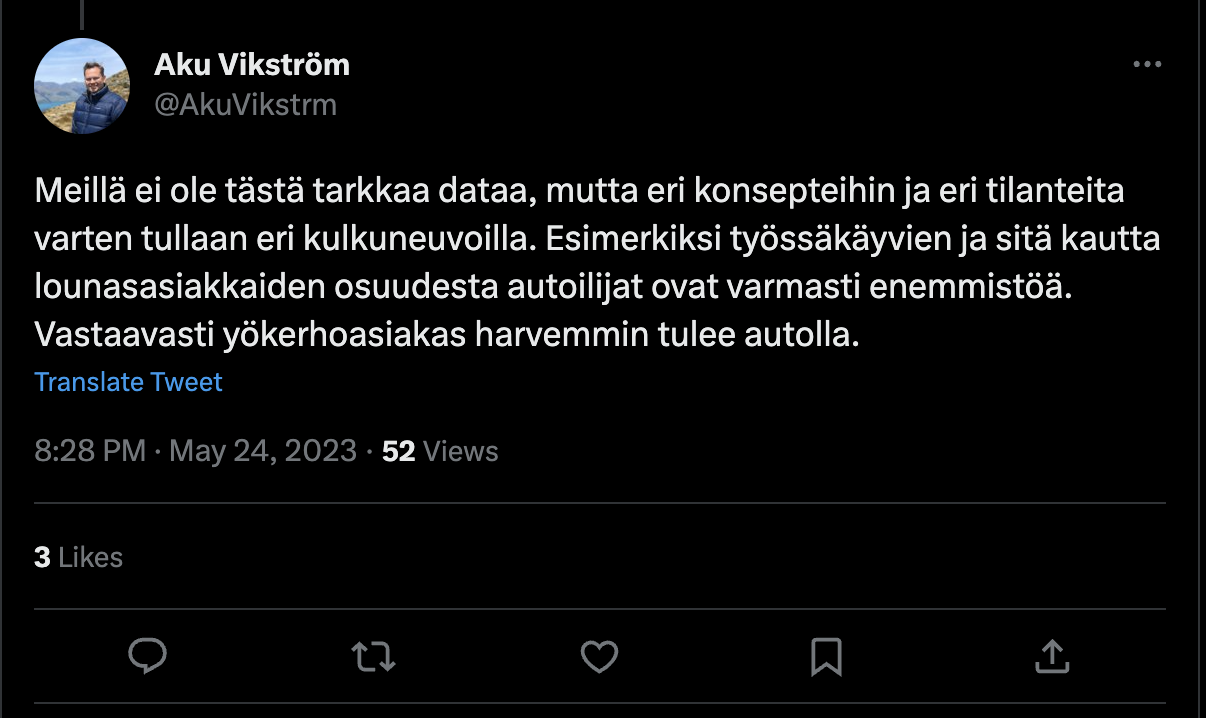 Aku Vikström
@AkuVikstrm
Meillä ei ole tästä tarkkaa dataa, mutta eri konsepteihin ja eri tilanteita
varten tullaan eri kulkuneuvoilla. Esimerkiksi työssäkäyvien ja sitä kautta
lounasasiakkaiden osuudesta autoilijat ovat varmasti enemmistöä.
Vastaavasti yökerhoasiakas harvemmin tulee autolla.
Translate Tweet
8:28 PM · May 24, 2023 · 52 Views
3 Likes